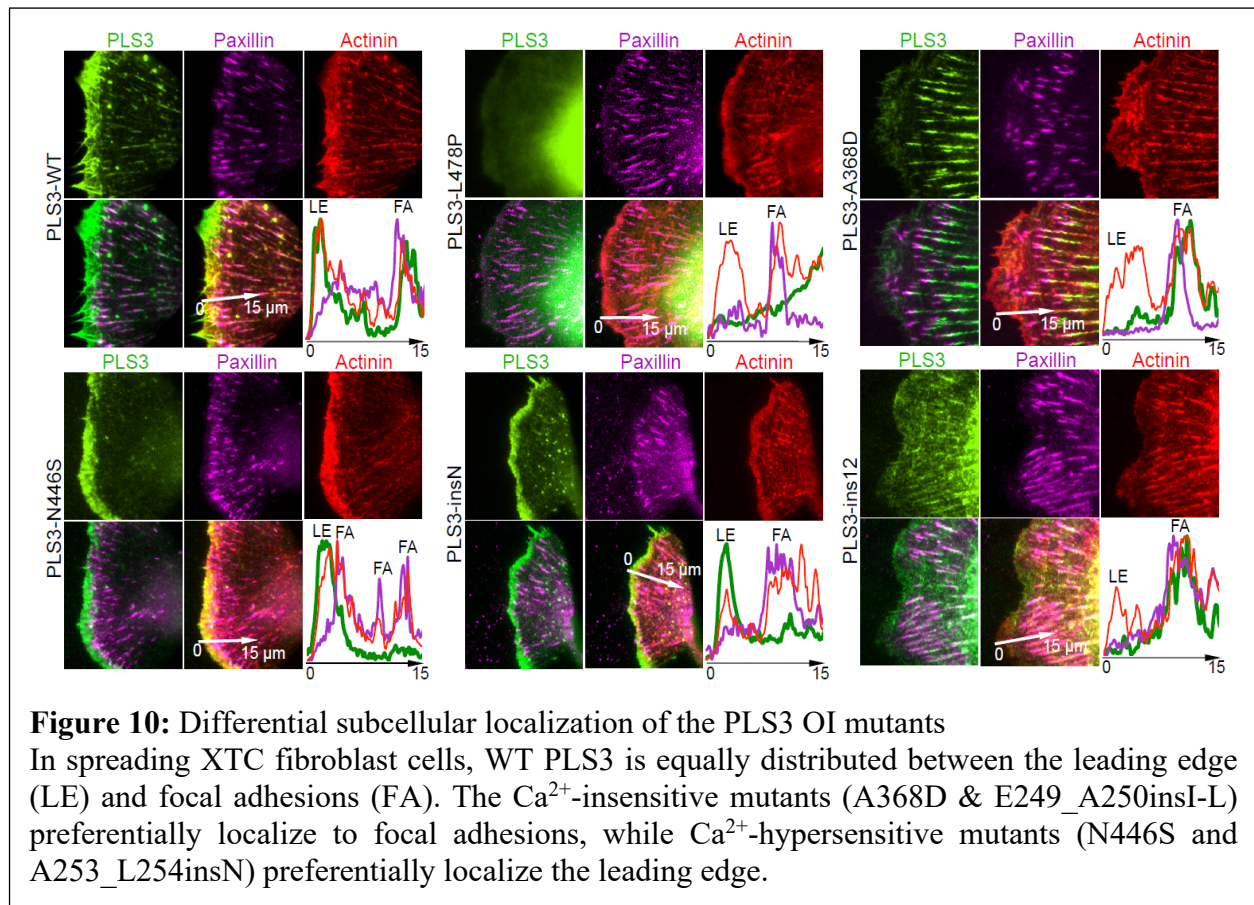 PLS3 Paxillin Actinin
PLS3-WT
LE FA
0 15 µm
0 15
PLS3 Paxillin Actinin
PLS3-L478P
LE FA
0 15 µm
0 15
PLS3 Paxillin Actinin
PLS3-A368D
LE FA
0 15 µm
0 15
PLS3 Paxillin Actinin
PLS3-N446S
LE FA FA FA
0 15 µm
0 15
PLS3 Paxillin Actinin
PLS3-insN
LE FA
0 15 µm
0 15
PLS3 Paxillin Actinin
PLS3-ins12
LE FA
0 15 µm
0 15
Figure 10: Differential subcellular localization of the PLS3 OI mutants
In spreading XTC fibroblast cells, WT PLS3 is equally distributed between the leading edge
(LE) and focal adhesions (FA). The Ca²⁺-insensitive mutants (A368D & E249_A250insI-L)
preferentially localize to focal adhesions, while Ca²⁺-hypersensitive mutants (N446S and
A253_L254insN) preferentially localize the leading edge.